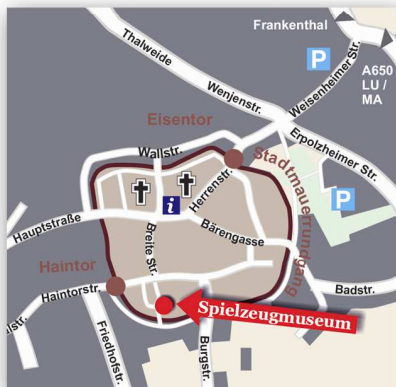 Frankenthal
Thalweide
P
A650
LU /
MA
Weisenheimer Str.
Wenjenstr.
Eisentor
Erpolzheimer Str.
Wallstr.
Stadtmauerrundgang
Herrenstr.
P
i
Hauptstraße
Breite Str.
Bärengasse
Haintor
Haintorstr.
Badstr.
Spielzeugmuseum
Friedhofstr.
Burgstr.